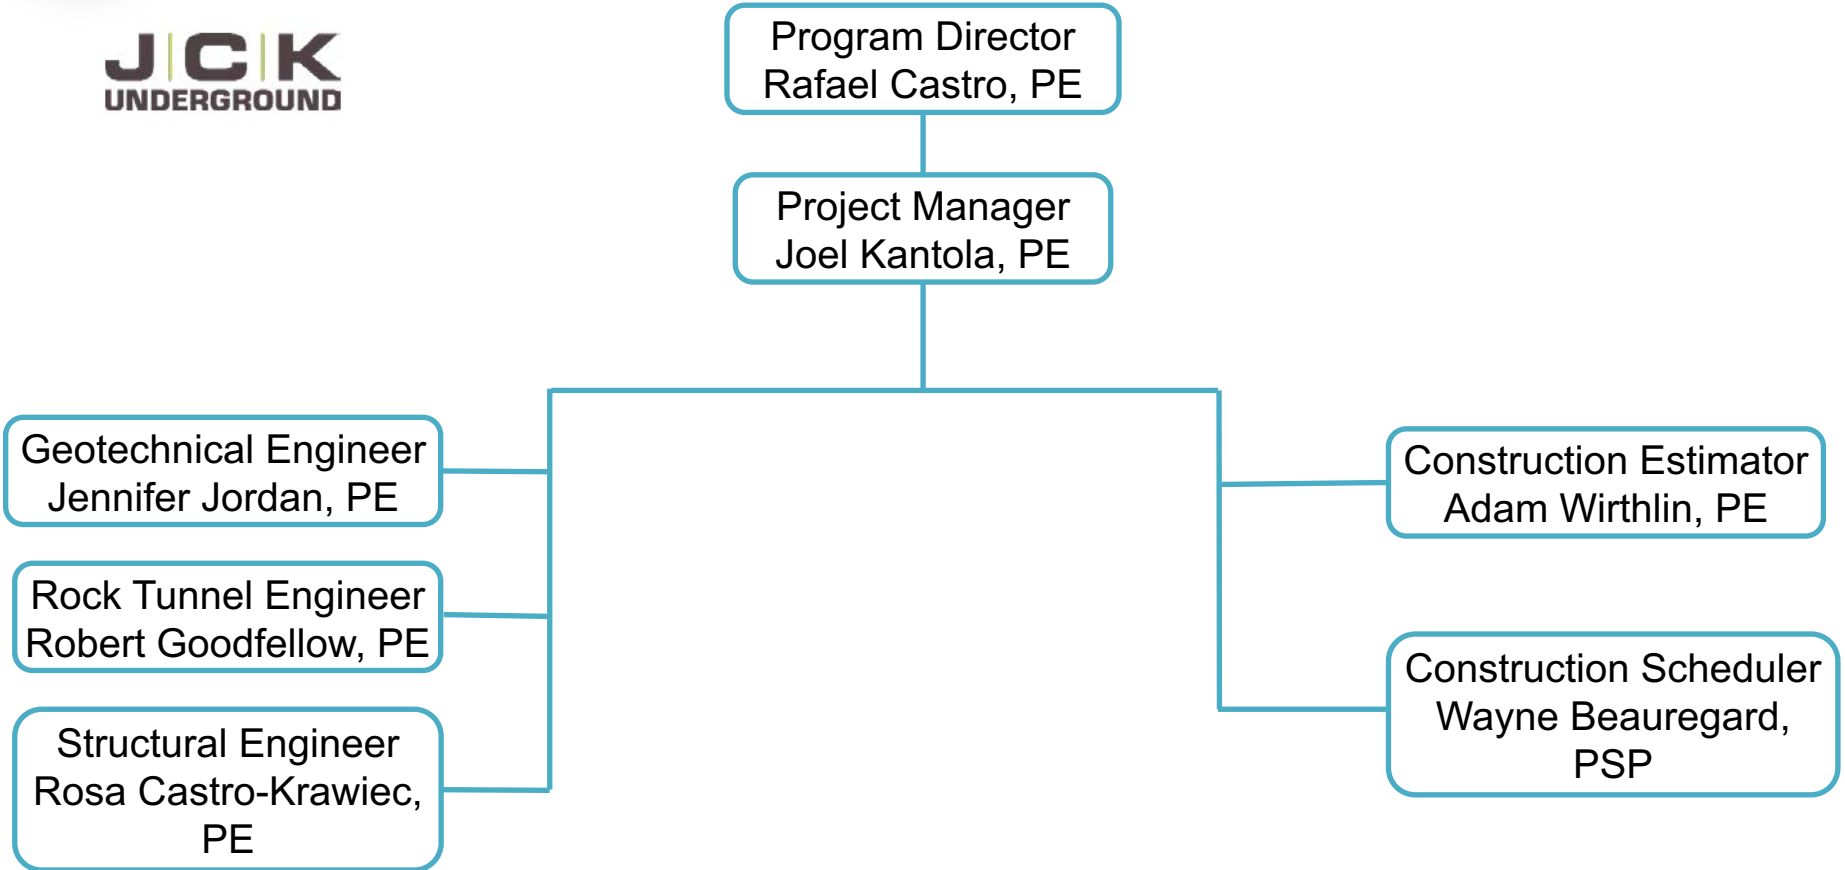 J|C|K
UNDERGROUND
Program Director
Rafael Castro, PE
Project Manager
Joel Kantola, PE
Geotechnical Engineer
Jennifer Jordan, PE
Rock Tunnel Engineer
Robert Goodfellow, PE
Structural Engineer
Rosa Castro-Krawiec,
PE
Construction Estimator
Adam Wirthlin, PE
Construction Scheduler
Wayne Beauregard,
PSP